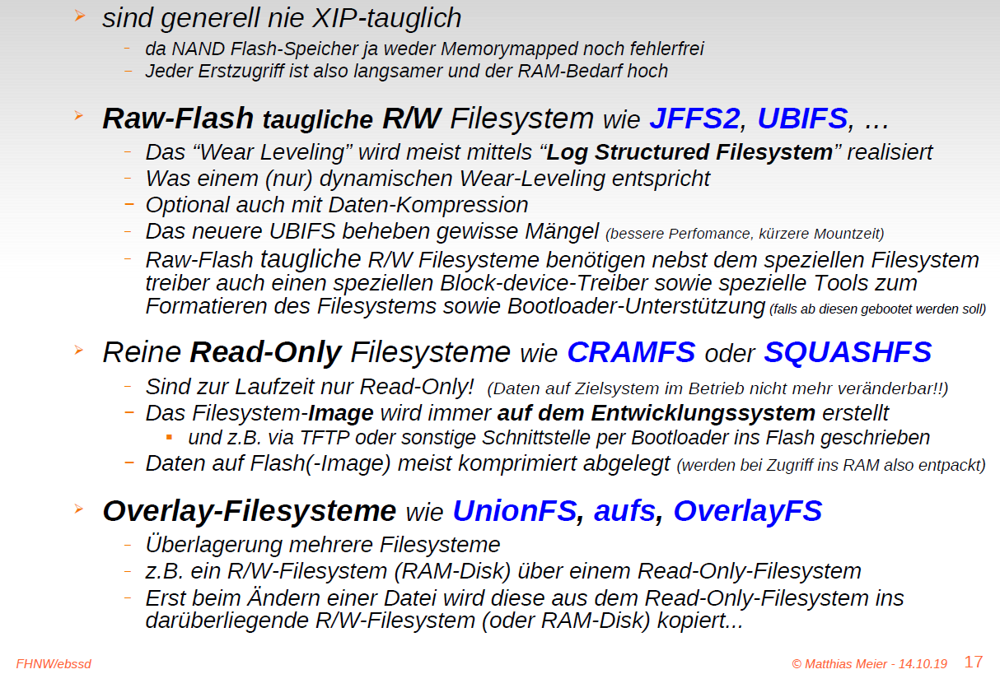 sind generell nie XIP-tauglich
da NAND Flash-Speicher ja weder Memorymapped noch fehlerfrei
Jeder Erstzugriff ist also langsamer und der RAM-Bedarf hoch
Raw-Flash taugliche R/W Filesystem wie JFFS2, UBIFS, ...
Das “Wear Leveling” wird meist mittels “Log Structured Filesystem” realisiert
Was einem (nur) dynamischen Wear-Leveling entspricht
Optional auch mit Daten-Kompression
Das neuere UBIFS beheben gewisse Mängel (bessere Perfomance, kürzere Mountzeit)
Raw-Flash taugliche R/W Filesysteme benötigen nebst dem speziellen Filesystem
treiber auch einen speziellen Block-device-Treiber sowie spezielle Tools zum
Formatieren des Filesystems sowie Bootloader-Unterstützung (falls ab diesen gebootet werden soll)
Reine Read-Only Filesysteme wie CRAMFS oder SQUASHFS
Sind zur Laufzeit nur Read-Only! (Daten auf Zielsystem im Betrieb nicht mehr veränderbar!!)
Das Filesystem-Image wird immer auf dem Entwicklungssystem erstellt
und z.B. via TFTP oder sonstige Schnittstelle per Bootloader ins Flash geschrieben
Daten auf Flash(-Image) meist komprimiert abgelegt (werden bei Zugriff ins RAM also entpackt)
Overlay-Filesysteme wie UnionFS, aufs, OverlayFS
Überlagerung mehrere Filesysteme
z.B. ein R/W-Filesystem (RAM-Disk) über einem Read-Only-Filesystem
Erst beim Ändern einer Datei wird diese aus dem Read-Only-Filesystem ins
darüberliegende R/W-Filesystem (oder RAM-Disk) kopiert...
FHNW/ebssd © Matthias Meier - 14.10.19 17